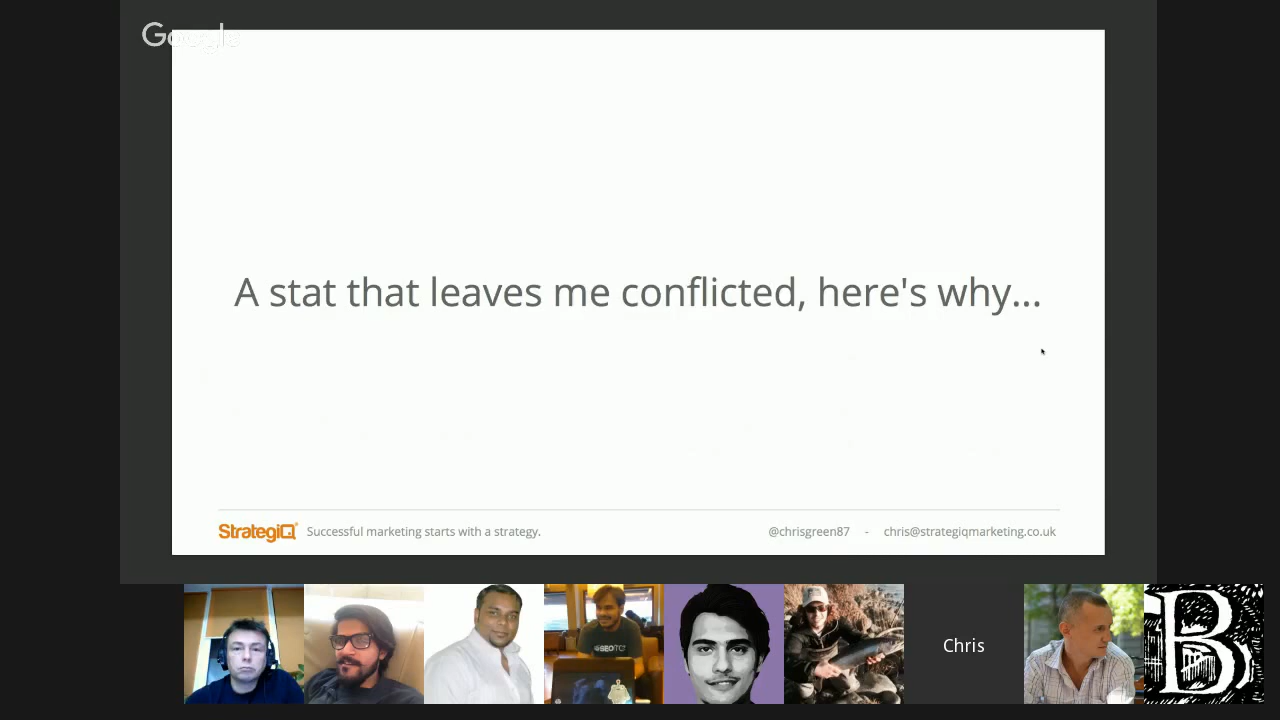 Google
A stat that leaves me conflicted, here's why...
StrategiQ Successful marketing starts with a strategy. @chrisgreen87 - chris@strategiqmarketing.co.uk
SEO
Chris
B